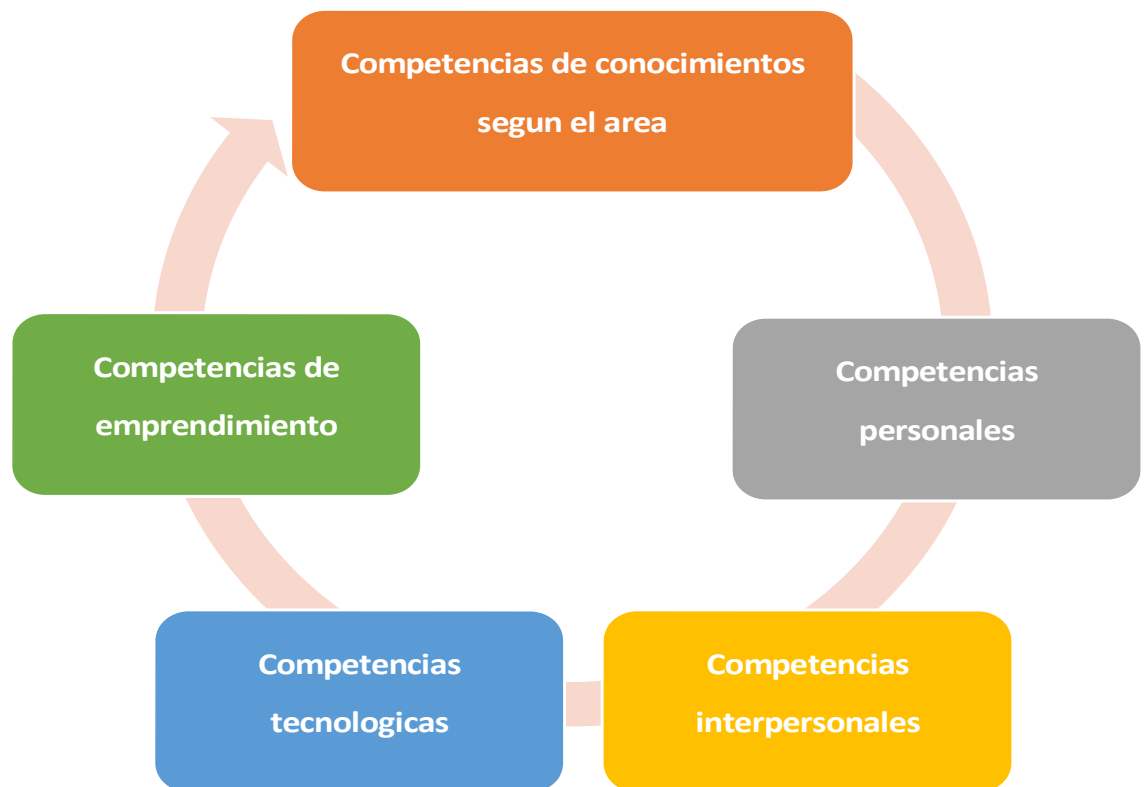 Competencias de conocimientos
segun el area
Competencias
personales
Competencias
interpersonales
Competencias
tecnologicas
Competencias de
emprendimiento